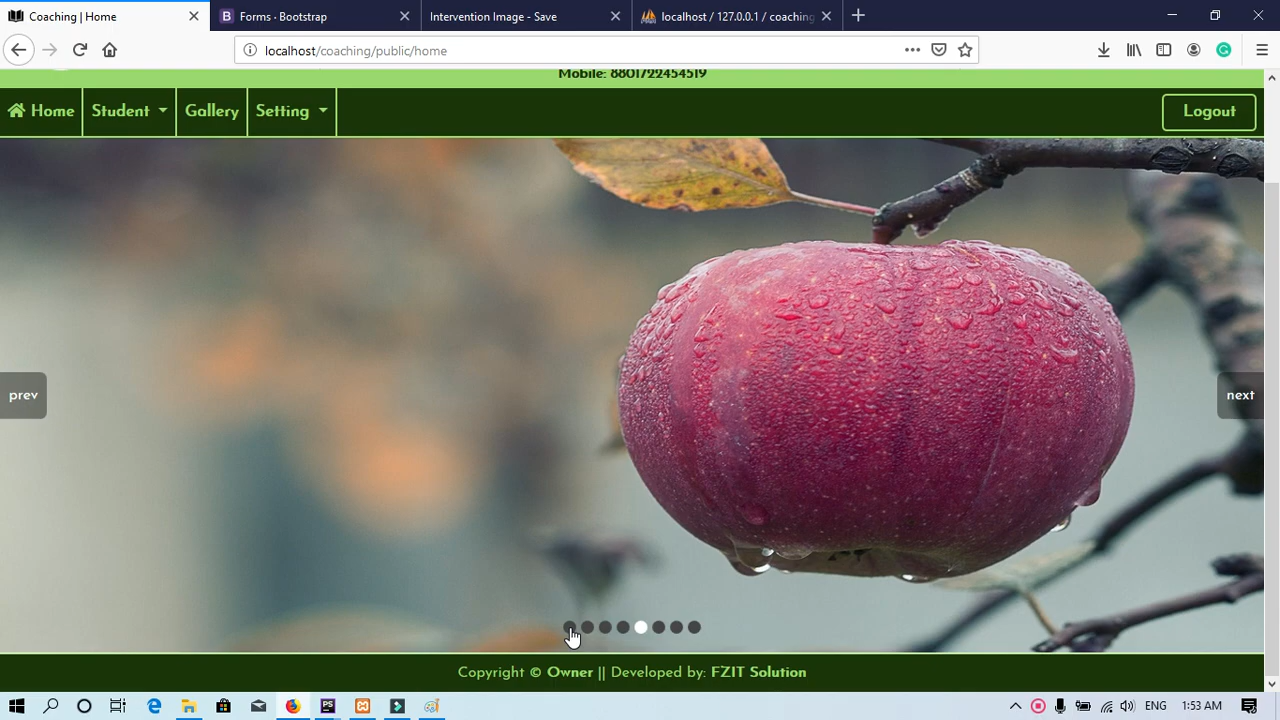 Coaching | Home
B Forms · Bootstrap
Intervention Image - Save
localhost / 127.0.0.1 / coaching
localhost/coaching/public/home
Mobile: 8801722454519
Home
Student
Gallery
Setting
Logout
prev
next
Copyright © Owner || Developed by: FZIT Solution
PS
ENG
1:53 AM